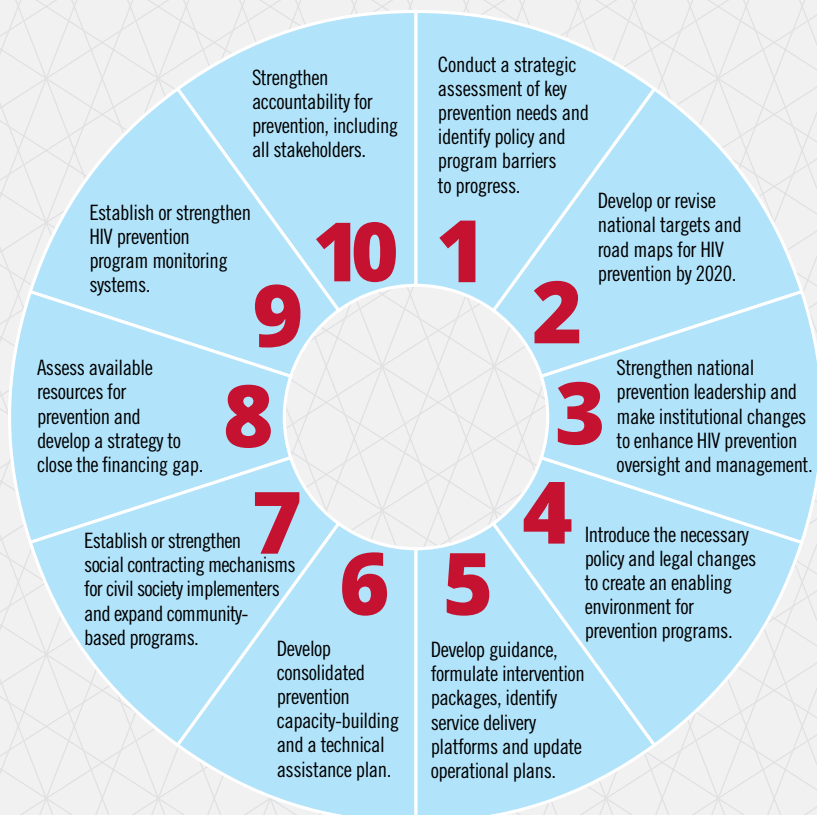 Conduct a strategic
assessment of key
prevention needs and
identify policy and
program barriers
to progress.
1
Develop or revise
national targets and
road maps for HIV
prevention by 2020.
2
Strengthen national
prevention leadership and
make institutional changes
to enhance HIV prevention
oversight and management.
3
Introduce the necessary
policy and legal changes
to create an enabling
environment for
prevention programs.
4
Develop guidance,
formulate intervention
packages, identify
service delivery
platforms and update
operational plans.
5
Develop
consolidated
prevention
capacity-building
and a technical
assistance plan.
6
Establish or strengthen
social contracting mechanisms
for civil society implementers
and expand community-
based programs.
7
Assess available
resources for
prevention and
develop a strategy to
close the financing gap.
8
Establish or strengthen
HIV prevention
program monitoring
systems.
9
Strengthen
accountability for
prevention, including
all stakeholders.
10